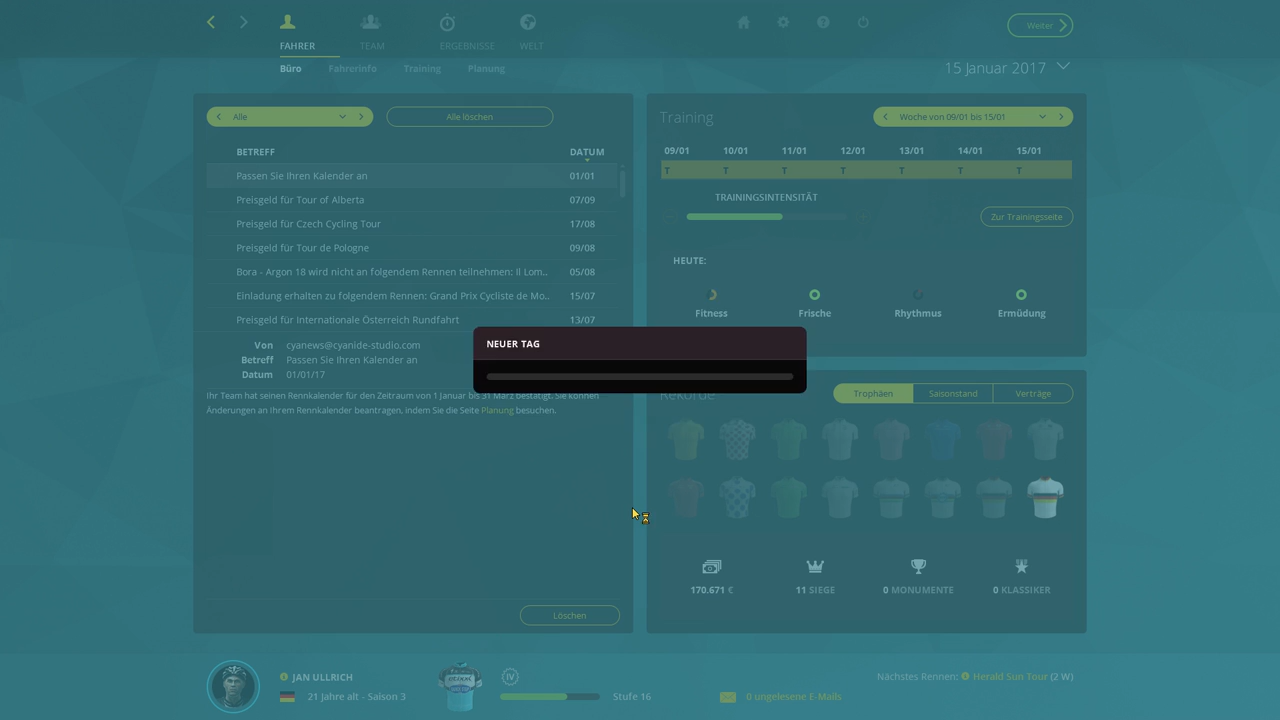 FAHRER
TEAM
ERGEBNISSE
WELT
Weiter
Büro
Fahrerinfo
Training
Planung
15 Januar 2017
Alle
Alle löschen
BETREFF
DATUM
Passen Sie Ihren Kalender an
01/01
Preisgeld für Tour of Alberta
07/09
Preisgeld für Czech Cycling Tour
17/08
Preisgeld für Tour de Pologne
09/08
Bora - Argon 18 wird nicht an folgendem Rennen teilnehmen: Il Lom..
05/08
Einladung erhalten zu folgendem Rennen: Grand Prix Cycliste de Mo..
15/07
Preisgeld für Internationale Österreich Rundfahrt
13/07
Von cyanews@cyanide-studio.com
Betreff Passen Sie Ihren Kalender an
Datum 01/01/17
Ihr Team hat seinen Rennkalender für den Zeitraum von 1 Januar bis 31 März bestätigt. Sie können
Änderungen an Ihrem Rennkalender beantragen, indem Sie die Seite Planung besuchen.
Löschen
Training
Woche von 09/01 bis 15/01
09/01 10/01 11/01 12/01 13/01 14/01 15/01
T T T T T T T
TRAININGSINTENSITÄT
Zur Trainingsseite
HEUTE:
Fitness
Frische
Rhythmus
Ermüdung
NEUER TAG
Rekorde
Trophäen
Saisonstand
Verträge
170.671 €
11 SIEGE
0 MONUMENTE
0 KLASSIKER
JAN ULLRICH
21 Jahre alt - Saison 3
IV
Stufe 16
0 ungelesene E-Mails
Nächstes Rennen: Herald Sun Tour (2 W)